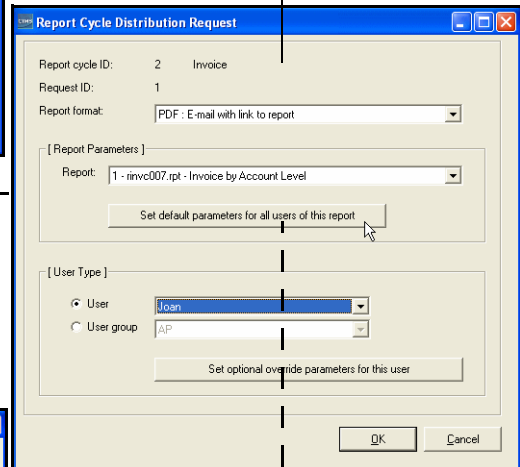 CTMS Report Cycle Distribution Request
Report cycle ID: 2 Invoice
Request ID: 1
Report format: PDF : E-mail with link to report
[ Report Parameters ]
Report: 1 - rinvc007.rpt - Invoice by Account Level
Set default parameters for all users of this report
[ User Type ]
User Joan
User group AP
Set optional override parameters for this user
OK Cancel